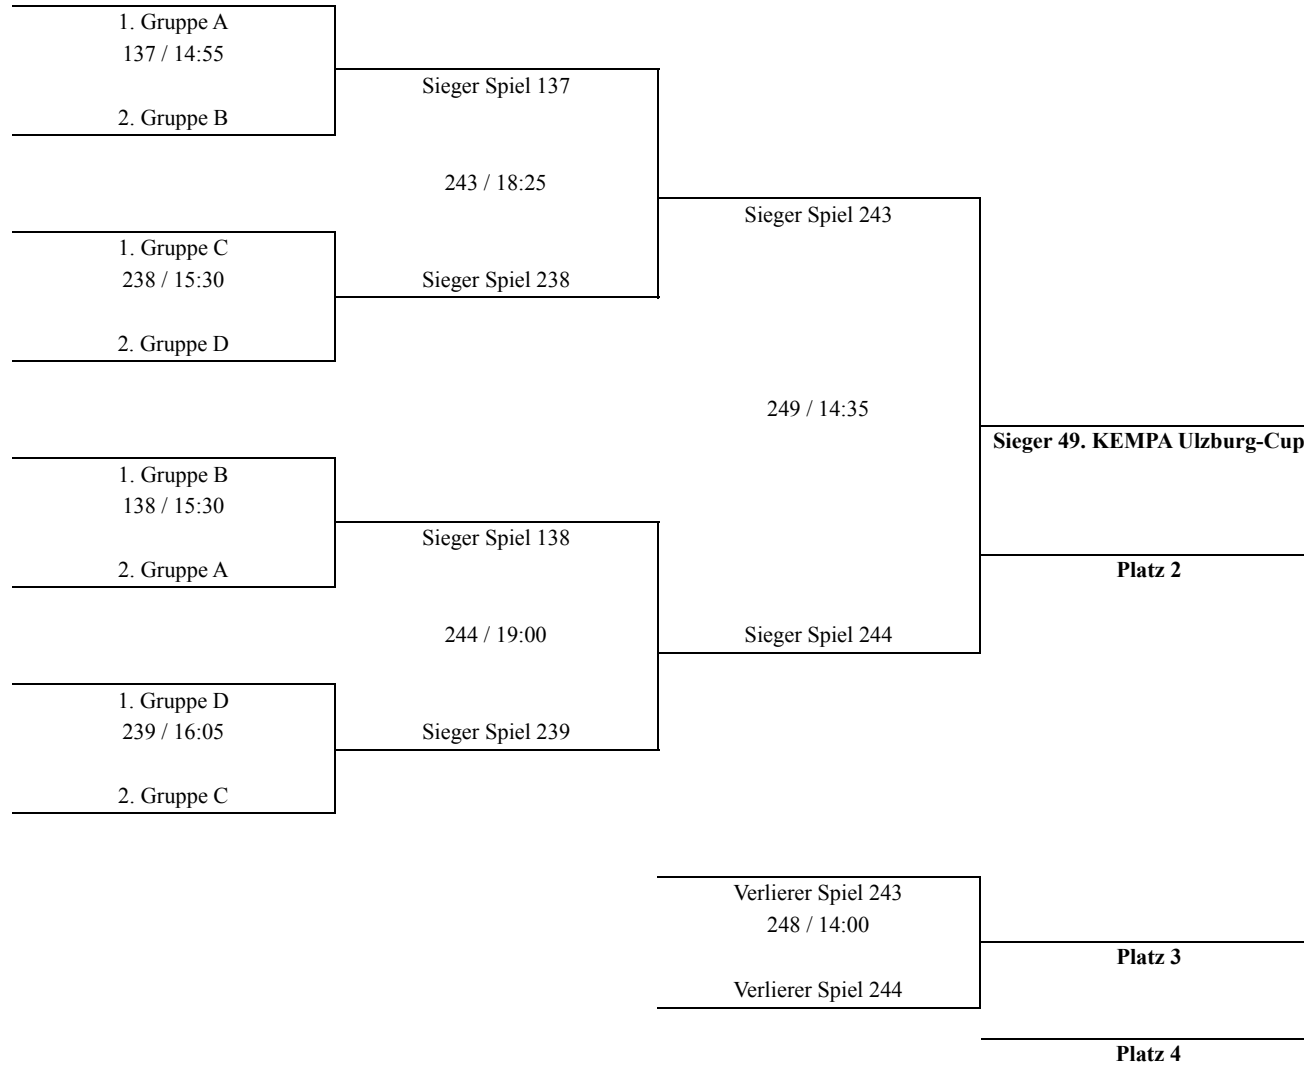 1. Gruppe A
137 / 14:55
2. Gruppe B
Sieger Spiel 137
243 / 18:25
Sieger Spiel 238
1. Gruppe C
238 / 15:30
2. Gruppe D
Sieger Spiel 243
249 / 14:35
Sieger Spiel 244
Sieger 49. KEMPA Ulzburg-Cup
Platz 2
1. Gruppe B
138 / 15:30
2. Gruppe A
Sieger Spiel 138
244 / 19:00
Sieger Spiel 239
1. Gruppe D
239 / 16:05
2. Gruppe C
Verlierer Spiel 243
248 / 14:00
Verlierer Spiel 244
Platz 3
Platz 4